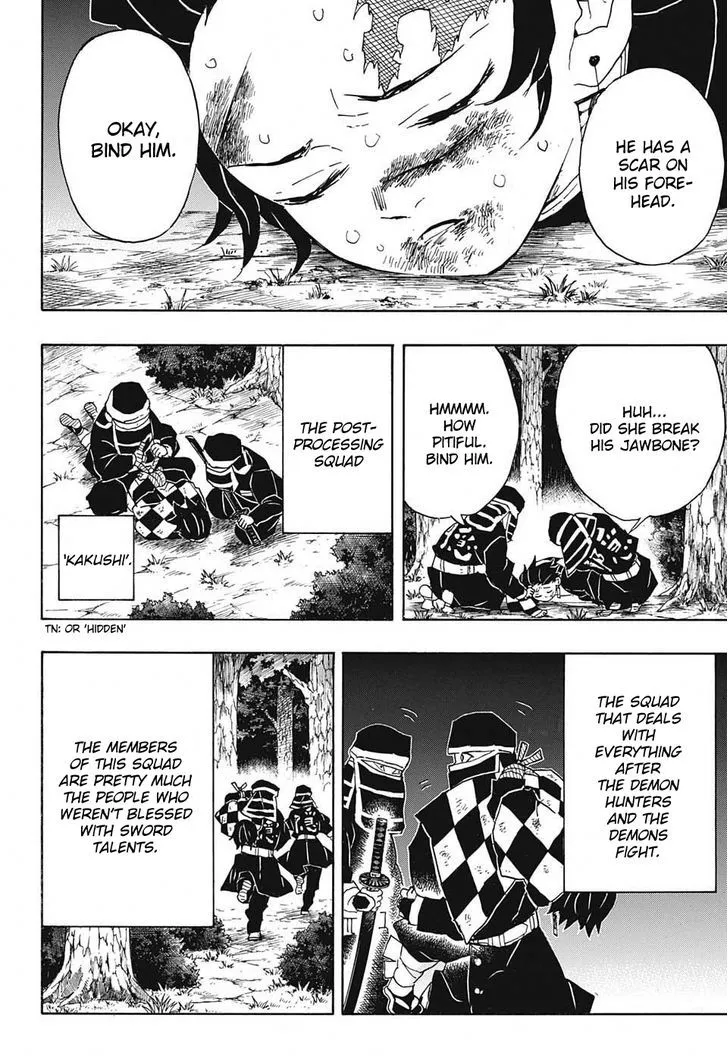 HE HAS A
SCAR ON
HIS FORE-
HEAD.
OKAY,
BIND HIM.
HUH...
DID SHE BREAK
HIS JAWBONE?
HMMMM.
HOW
PITIFUL.
BIND HIM.
THE POST-
PROCESSING
SQUAD
'KAKUSHI'.
TN: OR 'HIDDEN'
THE SQUAD
THAT DEALS
WITH
EVERYTHING
AFTER
THE DEMON
HUNTERS
AND THE
DEMONS
FIGHT.
THE MEMBERS
OF THIS SQUAD
ARE PRETTY MUCH
THE PEOPLE WHO
WEREN'T BLESSED
WITH SWORD
TALENTS.